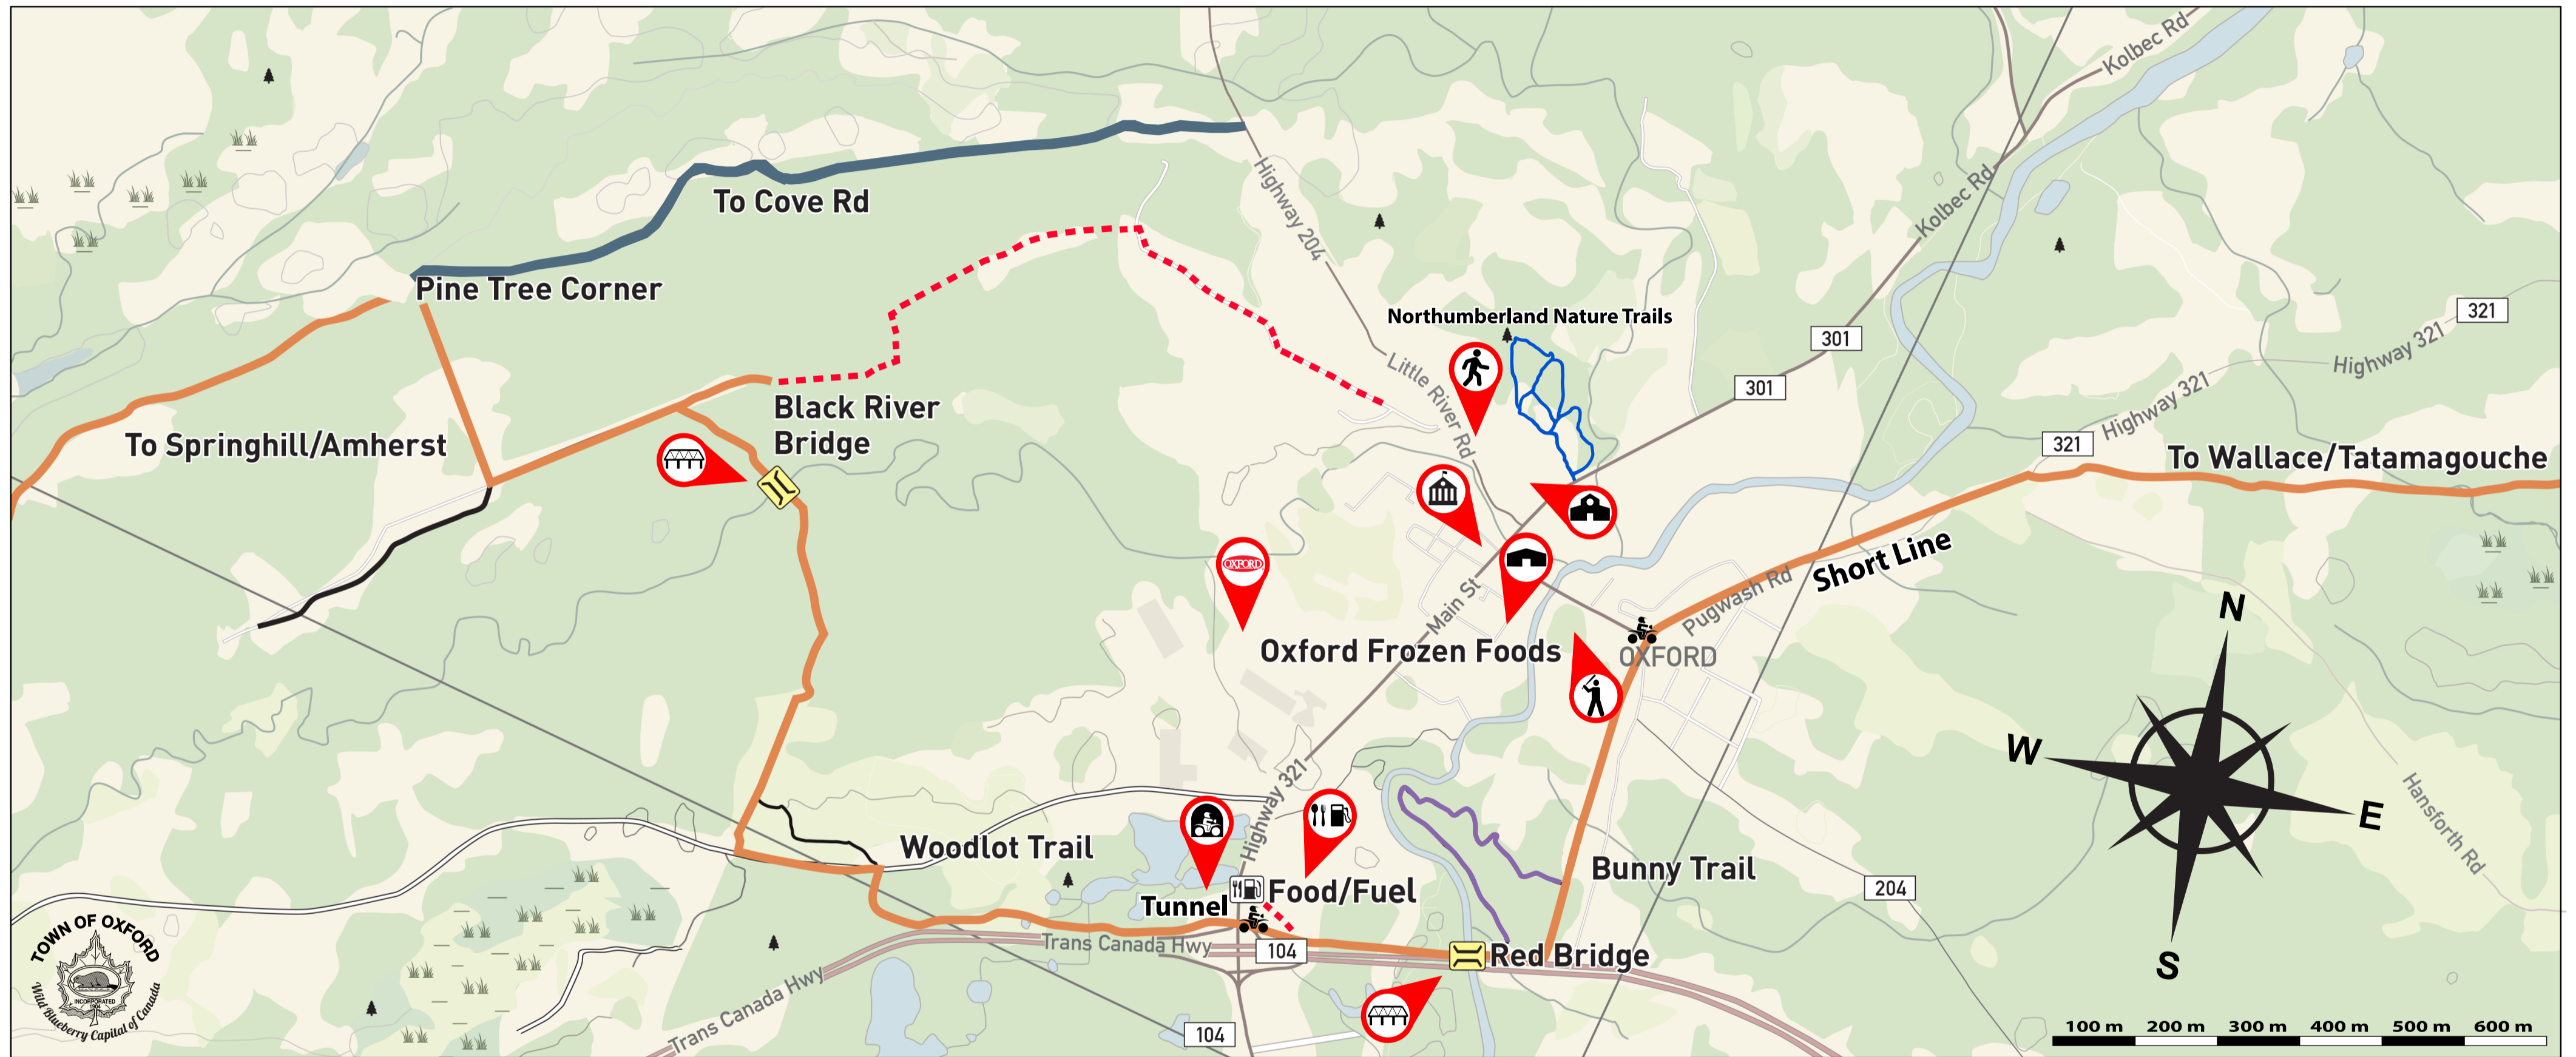 Kolbec Rd
To Cove Rd
Highway 204
Kolbec Rd
Pine Tree Corner
Northumberland Nature Trails
321
301
Highway 321
Little River Rd
301
Highway 321
Black River
Bridge
To Springhill/Amherst
321
To Wallace/Tatamagouche
OXFORD
Short Line
Main St
Pugwash Rd
N
Oxford Frozen Foods
OXFORD
W
E
Highway 321
Hansforth Rd
Woodlot Trail
Bunny Trail
204
Food/Fuel
Tunnel
Trans Canada Hwy
104
Red Bridge
S
TOWN OF OXFORD
INCORPORATED
1904
Wild Blueberry Capital of Canada
Trans Canada Hwy
104
100 m 200 m 300 m 400 m 500 m 600 m